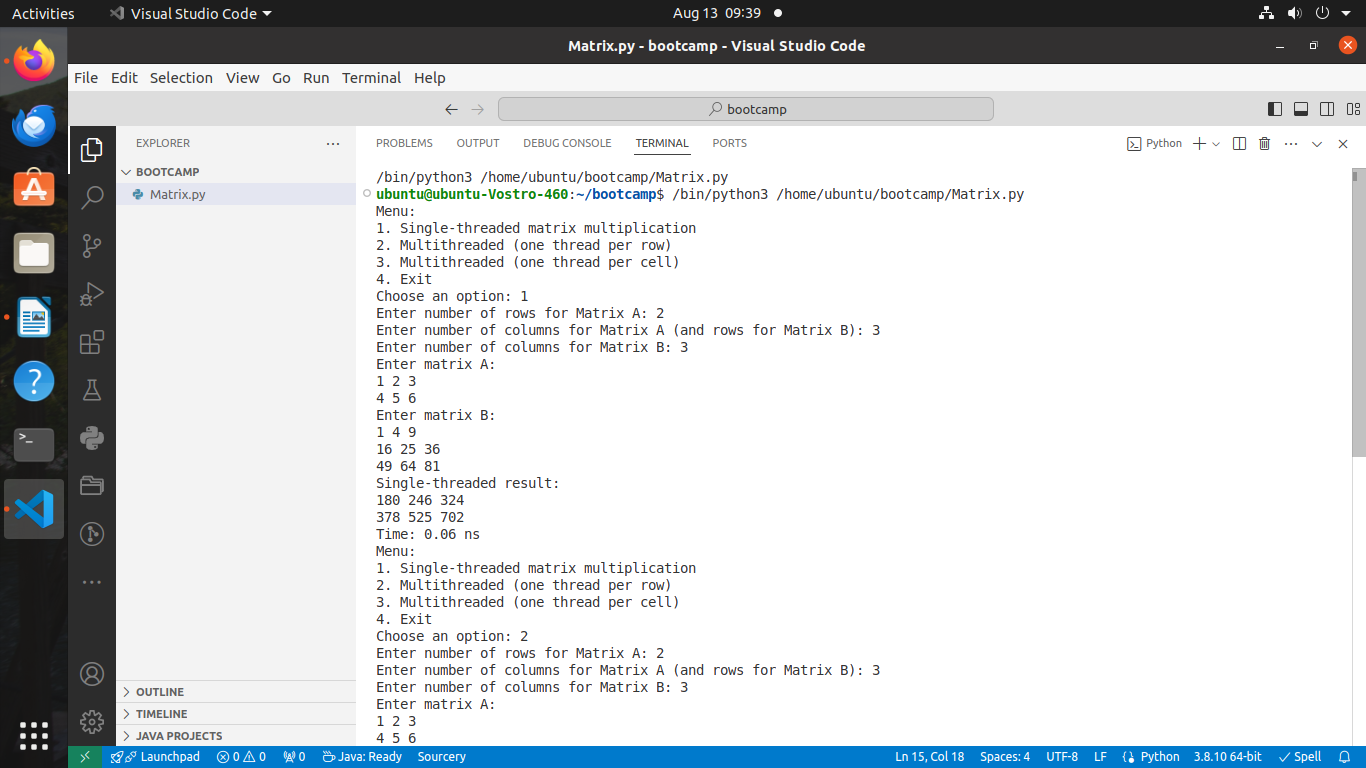 Activities Visual Studio Code Aug 13 09:39
Matrix.py - bootcamp - Visual Studio Code
File Edit Selection View Go Run Terminal Help
bootcamp
EXPLORER
BOOTCAMP
Matrix.py
OUTLINE
TIMELINE
JAVA PROJECTS
PROBLEMS OUTPUT DEBUG CONSOLE TERMINAL PORTS Python
/bin/python3 /home/ubuntu/bootcamp/Matrix.py
ubuntu@ubuntu-Vostro-460:~/bootcamp$ /bin/python3 /home/ubuntu/bootcamp/Matrix.py
Menu:
1. Single-threaded matrix multiplication
2. Multithreaded (one thread per row)
3. Multithreaded (one thread per cell)
4. Exit
Choose an option: 1
Enter number of rows for Matrix A: 2
Enter number of columns for Matrix A (and rows for Matrix B): 3
Enter number of columns for Matrix B: 3
Enter matrix A:
1 2 3
4 5 6
Enter matrix B:
1 4 9
16 25 36
49 64 81
Single-threaded result:
180 246 324
378 525 702
Time: 0.06 ns
Menu:
1. Single-threaded matrix multiplication
2. Multithreaded (one thread per row)
3. Multithreaded (one thread per cell)
4. Exit
Choose an option: 2
Enter number of rows for Matrix A: 2
Enter number of columns for Matrix A (and rows for Matrix B): 3
Enter number of columns for Matrix B: 3
Enter matrix A:
1 2 3
4 5 6
Launchpad 0 0 0 Java: Ready Sourcery Ln 15, Col 18 Spaces: 4 UTF-8 LF Python 3.8.10 64-bit Spell